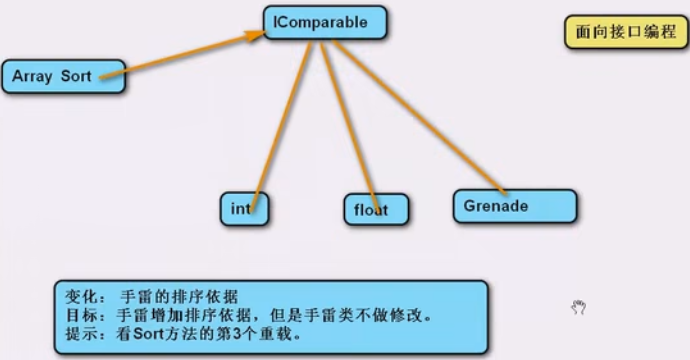 IComparable
面向接口编程
Array Sort
int
float
Grenade
变化： 手雷的排序依据
目标：手雷增加排序依据，但是手雷类不做修改。
提示：看Sort方法的第3个重载。